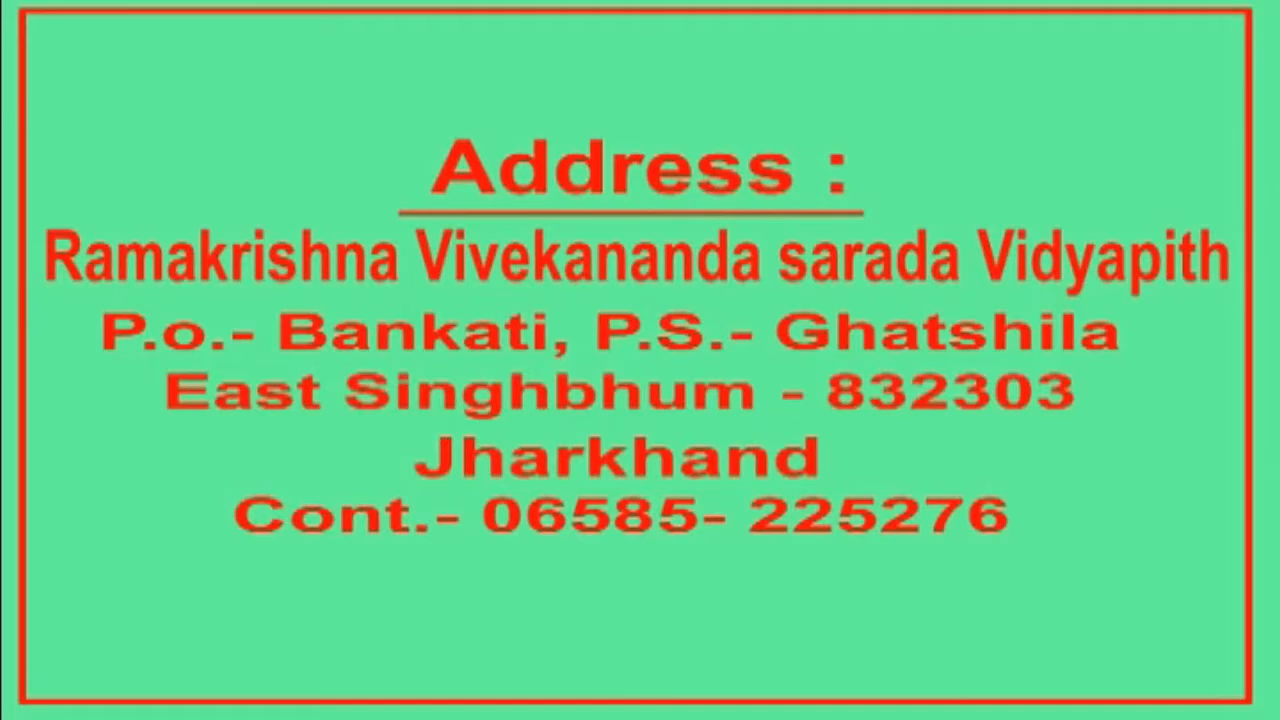 Address :
Ramakrishna Vivekananda sarada Vidyapith
P.o.- Bankati, P.S.- Ghatshila
East Singhbhum - 832303
Jharkhand
Cont.- 06585- 225276